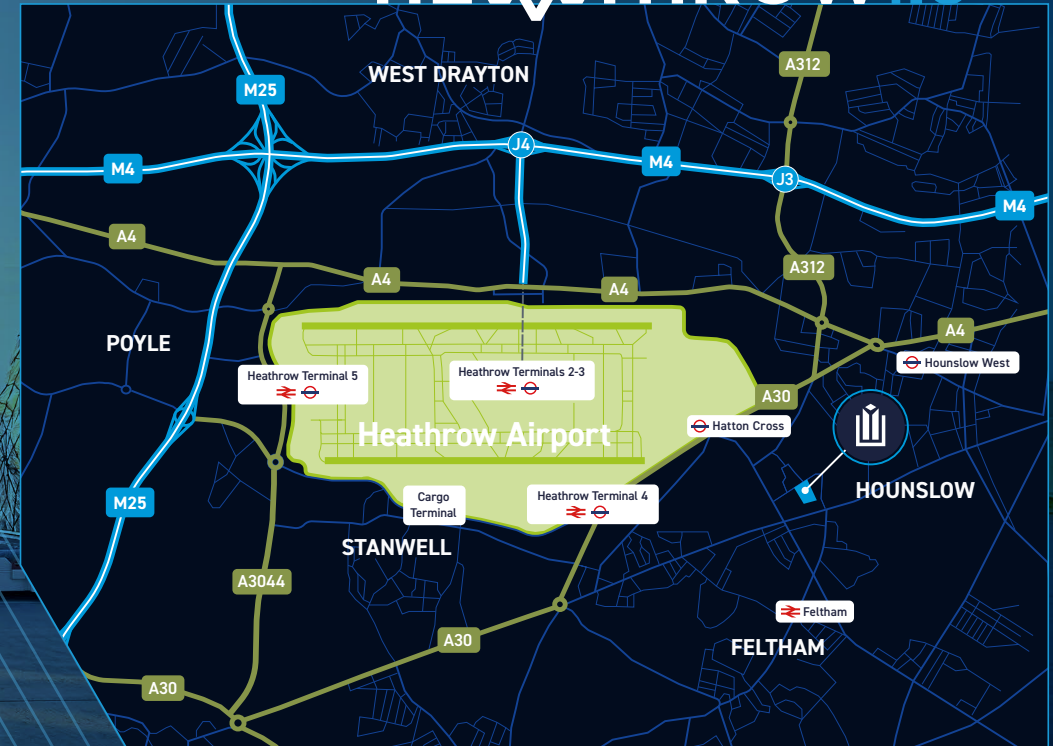 WEST DRAYTON
A312
M25
J4
M4
M4
J3
M4
A4
A312
A4
A4
A4
POYLE
Hounslow West
Heathrow Terminal 5
Heathrow Terminals 2-3
A30
Hatton Cross
Heathrow Airport
HOUNSLOW
M25
Cargo
Terminal
Heathrow Terminal 4
STANWELL
A3044
Feltham
A30
FELTHAM
A30